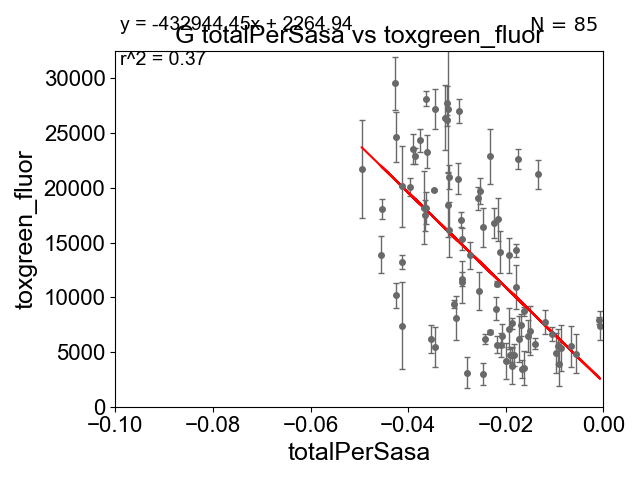 y = -432944.45x + 2264.94
N = 85
G totalPerSasa vs toxgreen_fluor
r^2 = 0.37
toxgreen_fluor
30000
25000
20000
15000
10000
5000
0
−0.10 −0.08 −0.06 −0.04 −0.02 0.00
totalPerSasa